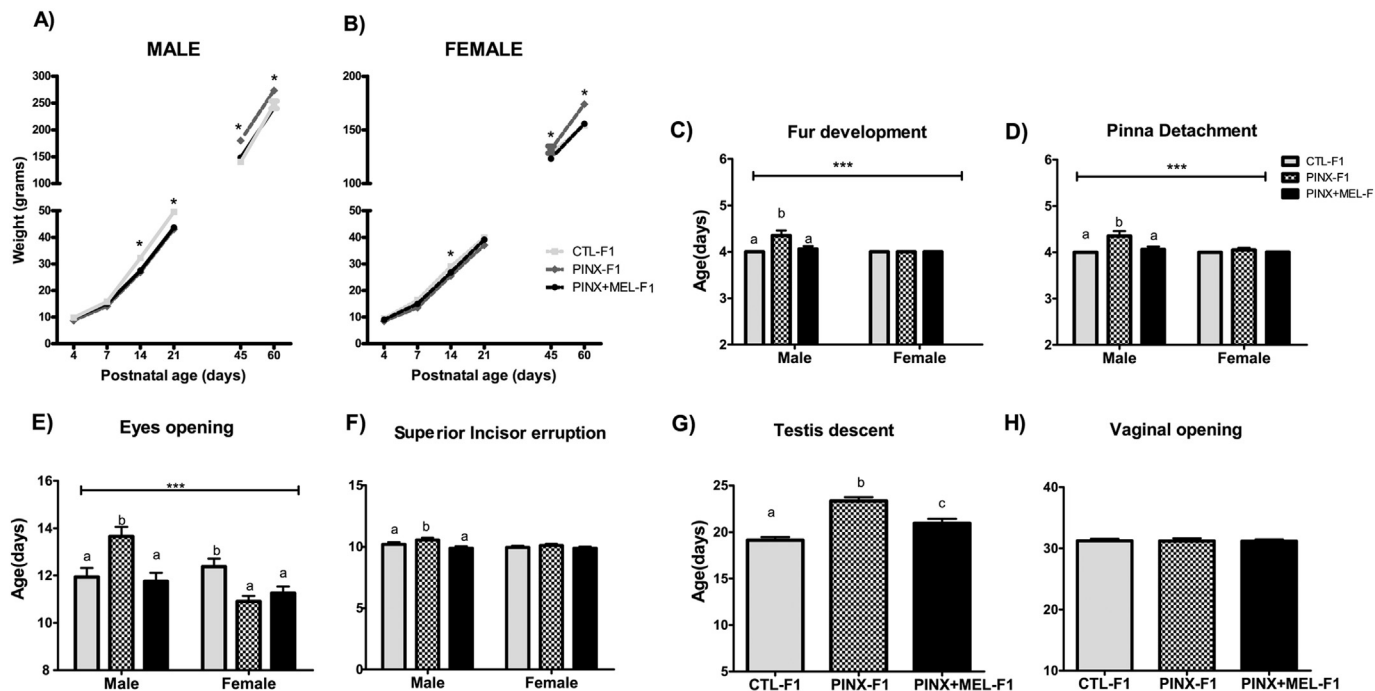 A)
MALE
Weight (grams)
300
250
200
150
100
50
40
30
20
10
0
*
*
*
*
4 7 14 21 45 60
Postnatal age (days)
B)
FEMALE
200
150
100
50
40
30
20
10
0
*
*
*
CTL-F1
PINX-F1
PINX+MEL-F1
4 7 14 21 45 60
Postnatal age (days)
C)
Fur development
Age(days)
6
4
2
4
2
***
a b a
Male Female
D)
Pinna Detachment
6
4
2
4
2
***
a b a
Male Female
CTL-F1
PINX-F1
PINX+MEL-F
E)
Eyes opening
Age(days)
16
14
12
10
8
***
a b a b a a
Male Female
F)
Superior Incisor erruption
15
10
5
0
a b a
Male Female
G)
Testis descent
Age(days)
25
20
15
10
5
a b c
CTL-F1 PINX-F1 PINX+MEL-F1
H)
Vaginal opening
40
30
20
10
CTL-F1 PINX-F1 PINX+MEL-F1